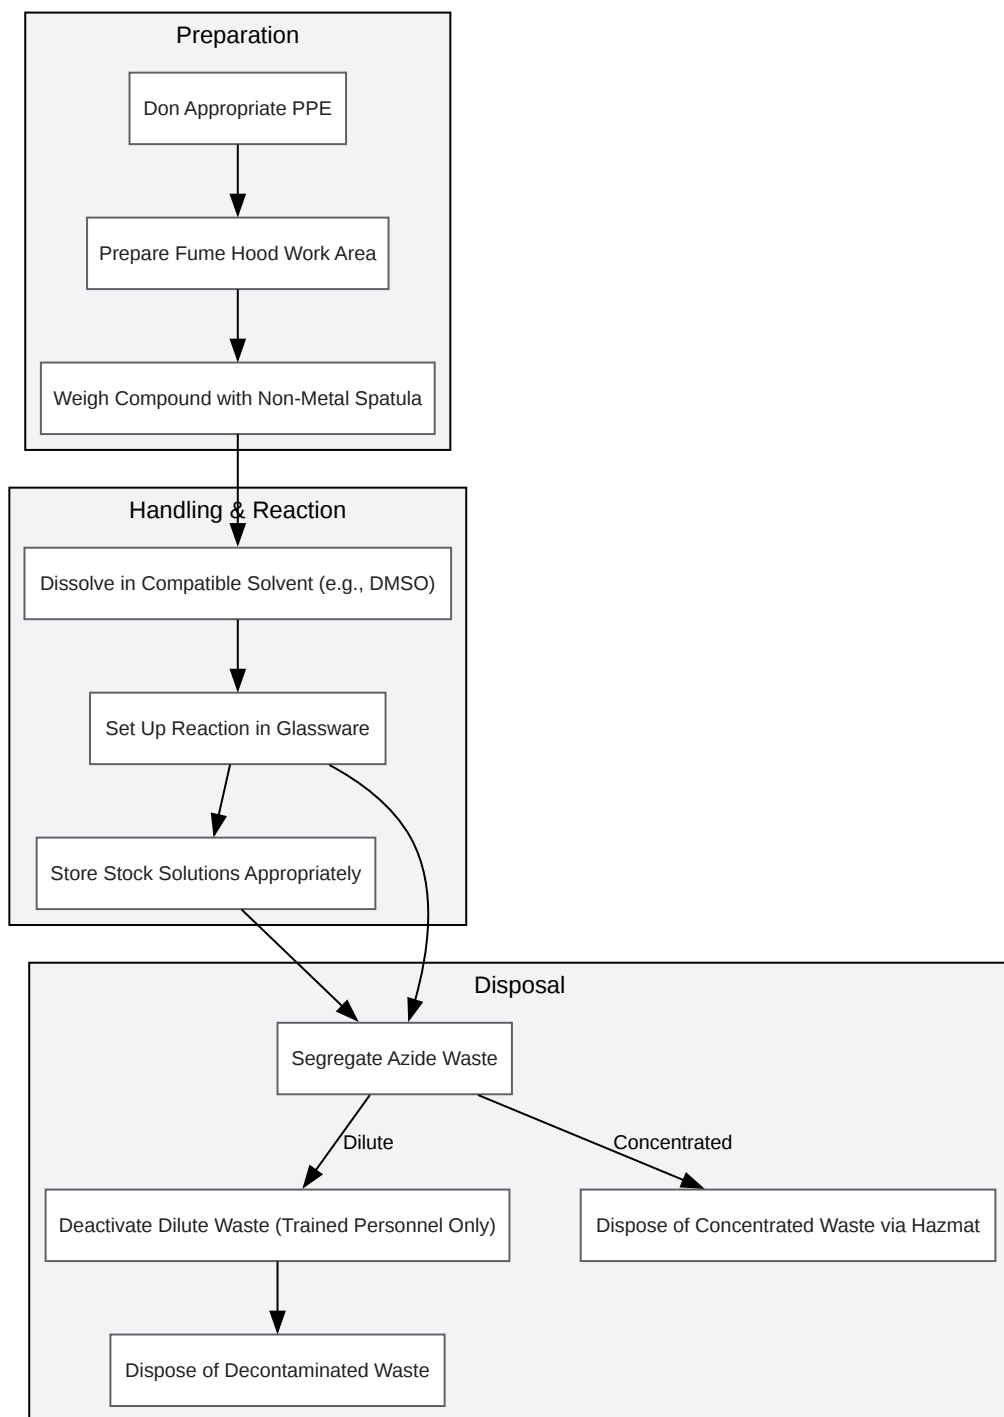 Preparation
Don Appropriate PPE
Prepare Fume Hood Work Area
Weigh Compound with Non-Metal Spatula
Handling & Reaction
Dissolve in Compatible Solvent (e.g., DMSO)
Set Up Reaction in Glassware
Store Stock Solutions Appropriately
Disposal
Segregate Azide Waste
Dilute
Concentrated
Deactivate Dilute Waste (Trained Personnel Only)
Dispose of Concentrated Waste via Hazmat
Dispose of Decontaminated Waste